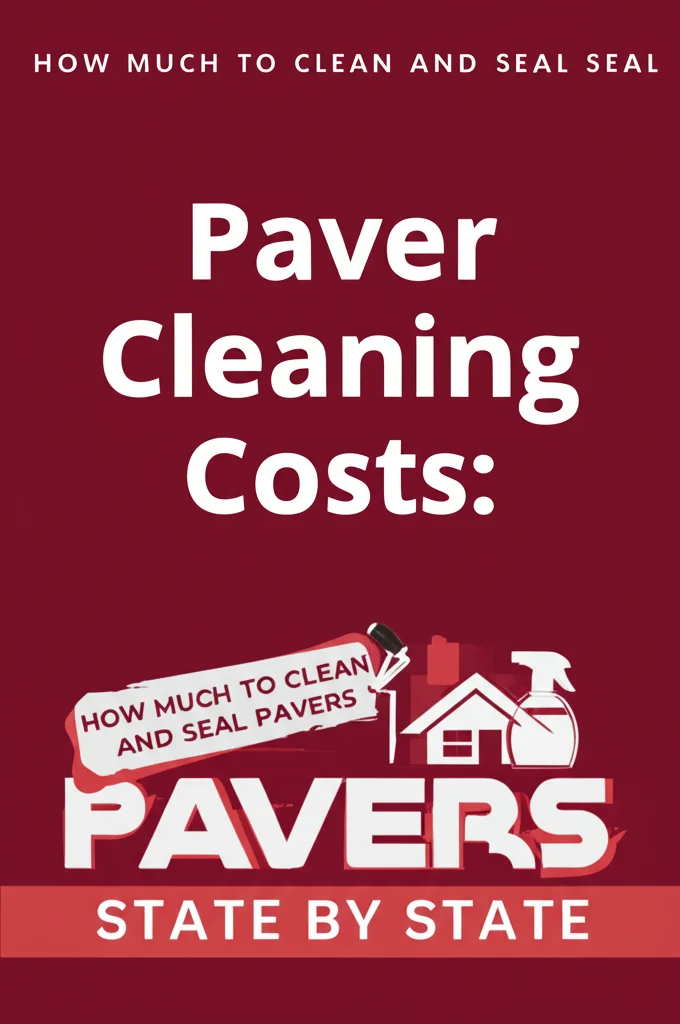 HOW MUCH TO CLEAN AND SEAL SEAL
Paver
Cleaning
Costs:
HOW MUCH TO CLEAN
AND SEAL PAVERS
PAVERS
STATE BY STATE